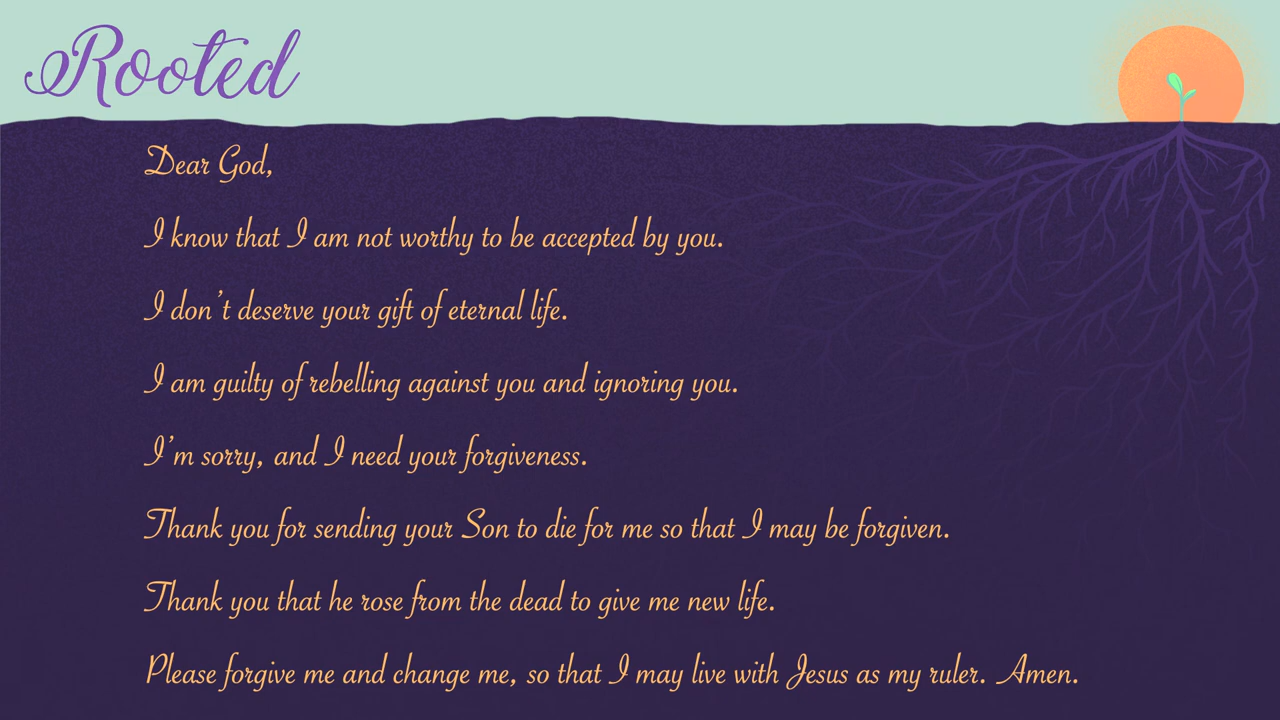 Rooted
Dear God,
I know that I am not worthy to be accepted by you.
I don't deserve your gift of eternal life.
I am guilty of rebelling against you and ignoring you.
I'm sorry, and I need your forgiveness.
Thank you for sending your Son to die for me so that I may be forgiven.
Thank you that he rose from the dead to give me new life.
Please forgive me and change me, so that I may live with Jesus as my ruler. Amen.